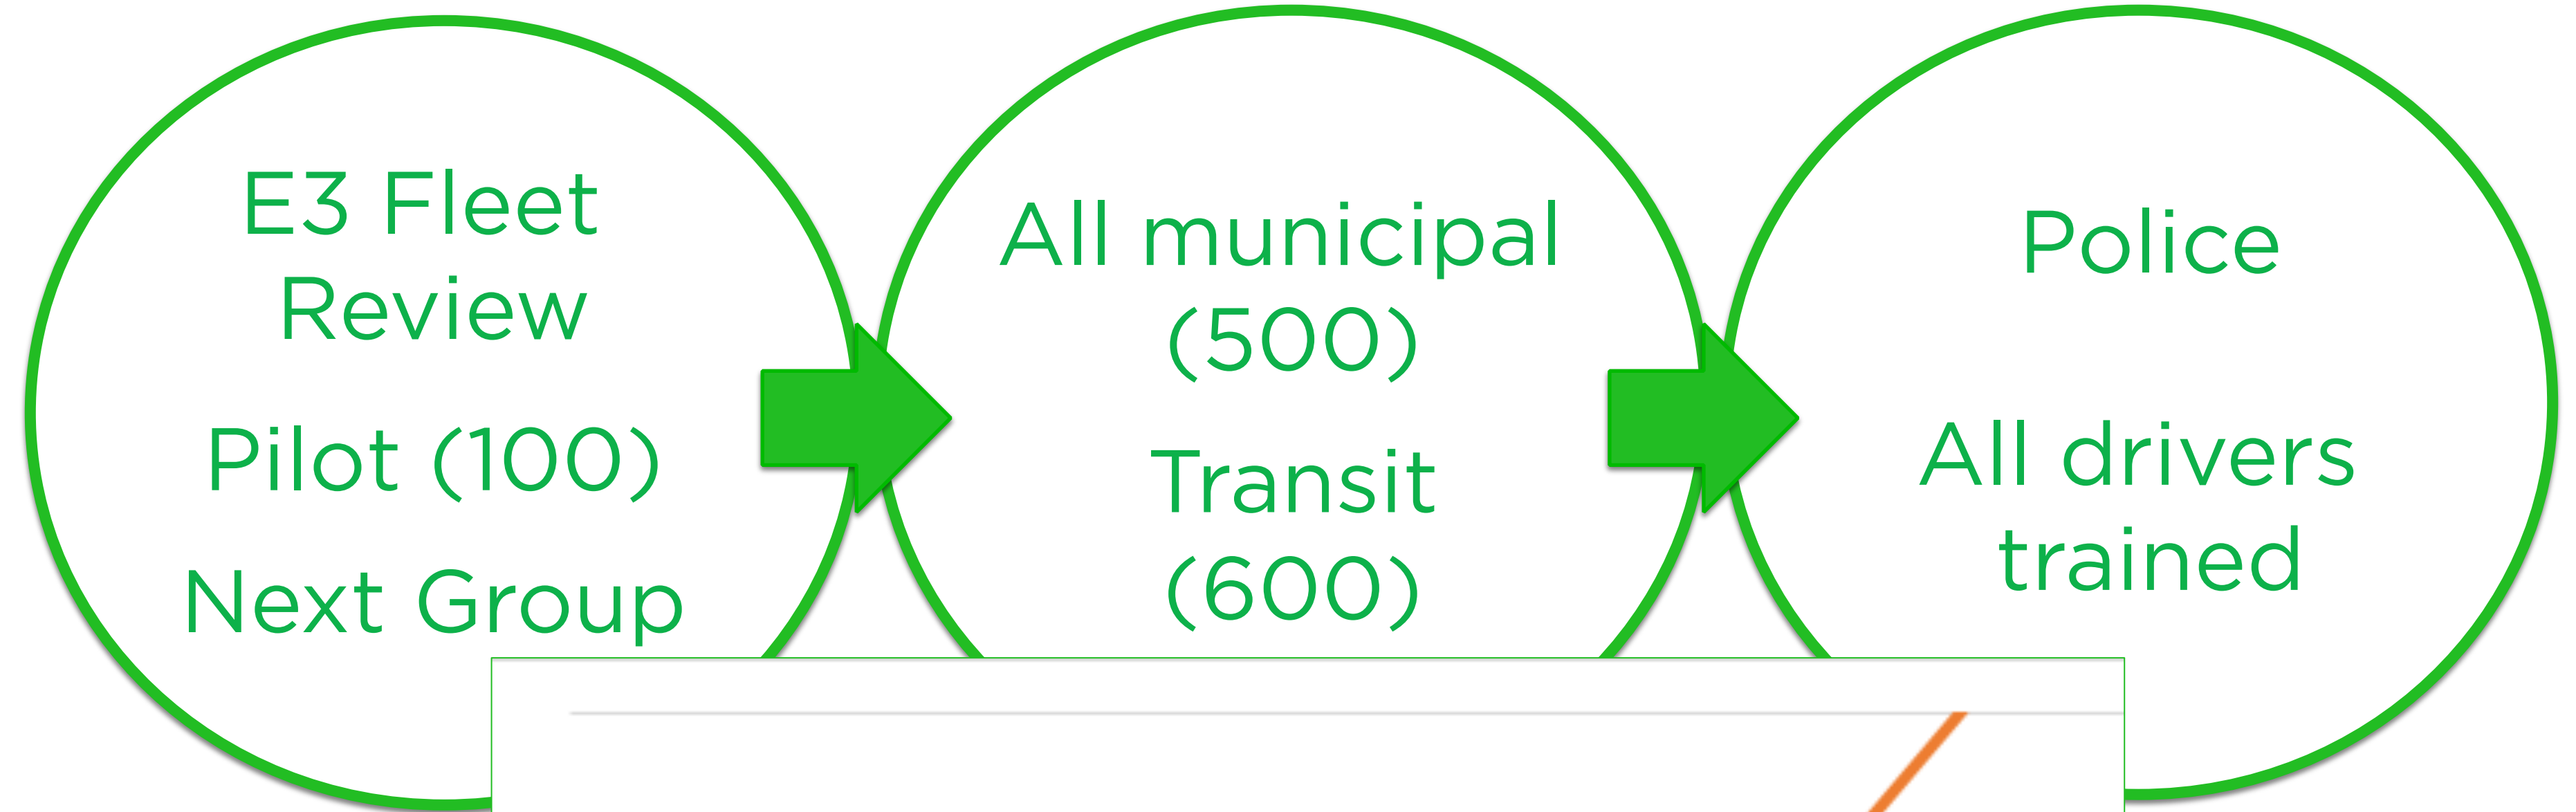 E3 Fleet
Review
Pilot (100)
Next Group
All municipal
(500)
Transit
(600)
Police
All drivers
trained